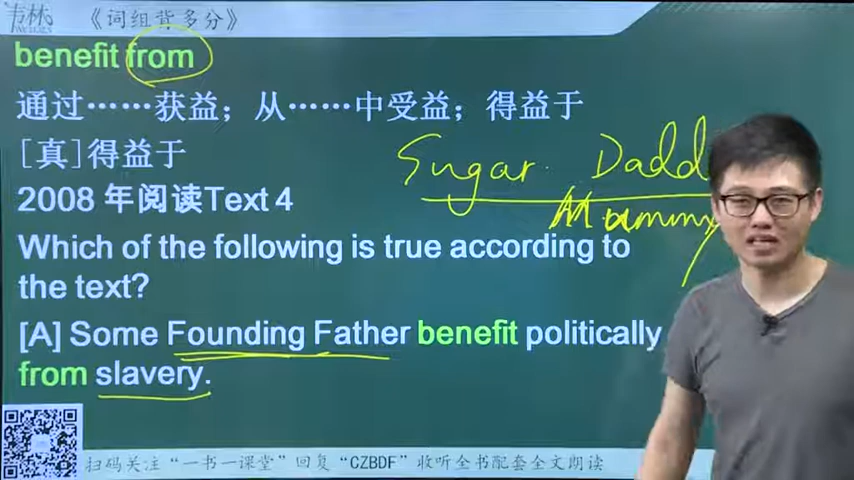 韦林 《词组背多分》
benefit from
通过……获益；从……中受益；得益于
[真]得益于
2008 年阅读Text 4
Sugar Daddy
Mummy
Which of the following is true according to
the text?
[A] Some Founding Father benefit politically
from slavery.
扫码关注“一书一课堂”回复“CZBDF”收听全书配套全文朗读